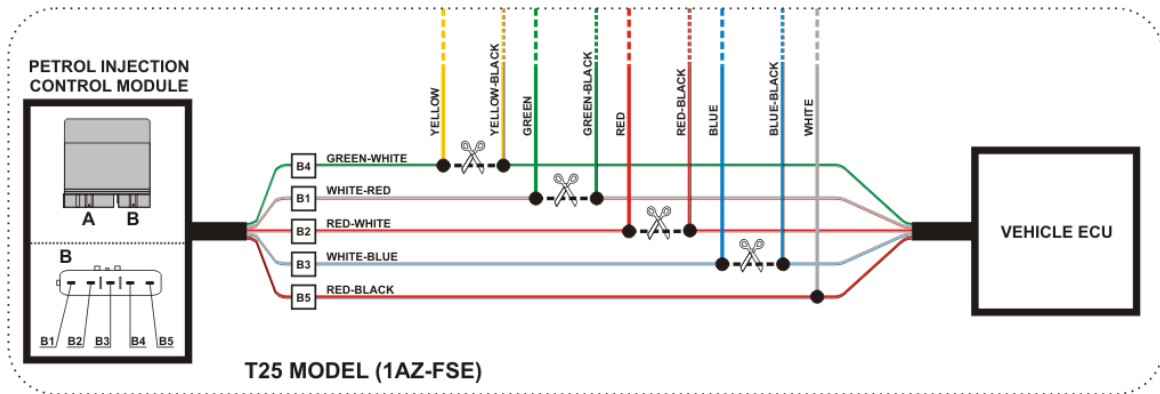 PETROL INJECTION
CONTROL MODULE
A B
B
B1 B2 B3 B4 B5
YELLOW
YELLOW-BLACK
GREEN
GREEN-BLACK
RED
RED-BLACK
BLUE
BLUE-BLACK
WHITE
B4 GREEN-WHITE
B1 WHITE-RED
B2 RED-WHITE
B3 WHITE-BLUE
B5 RED-BLACK
VEHICLE ECU
T25 MODEL (1AZ-FSE)